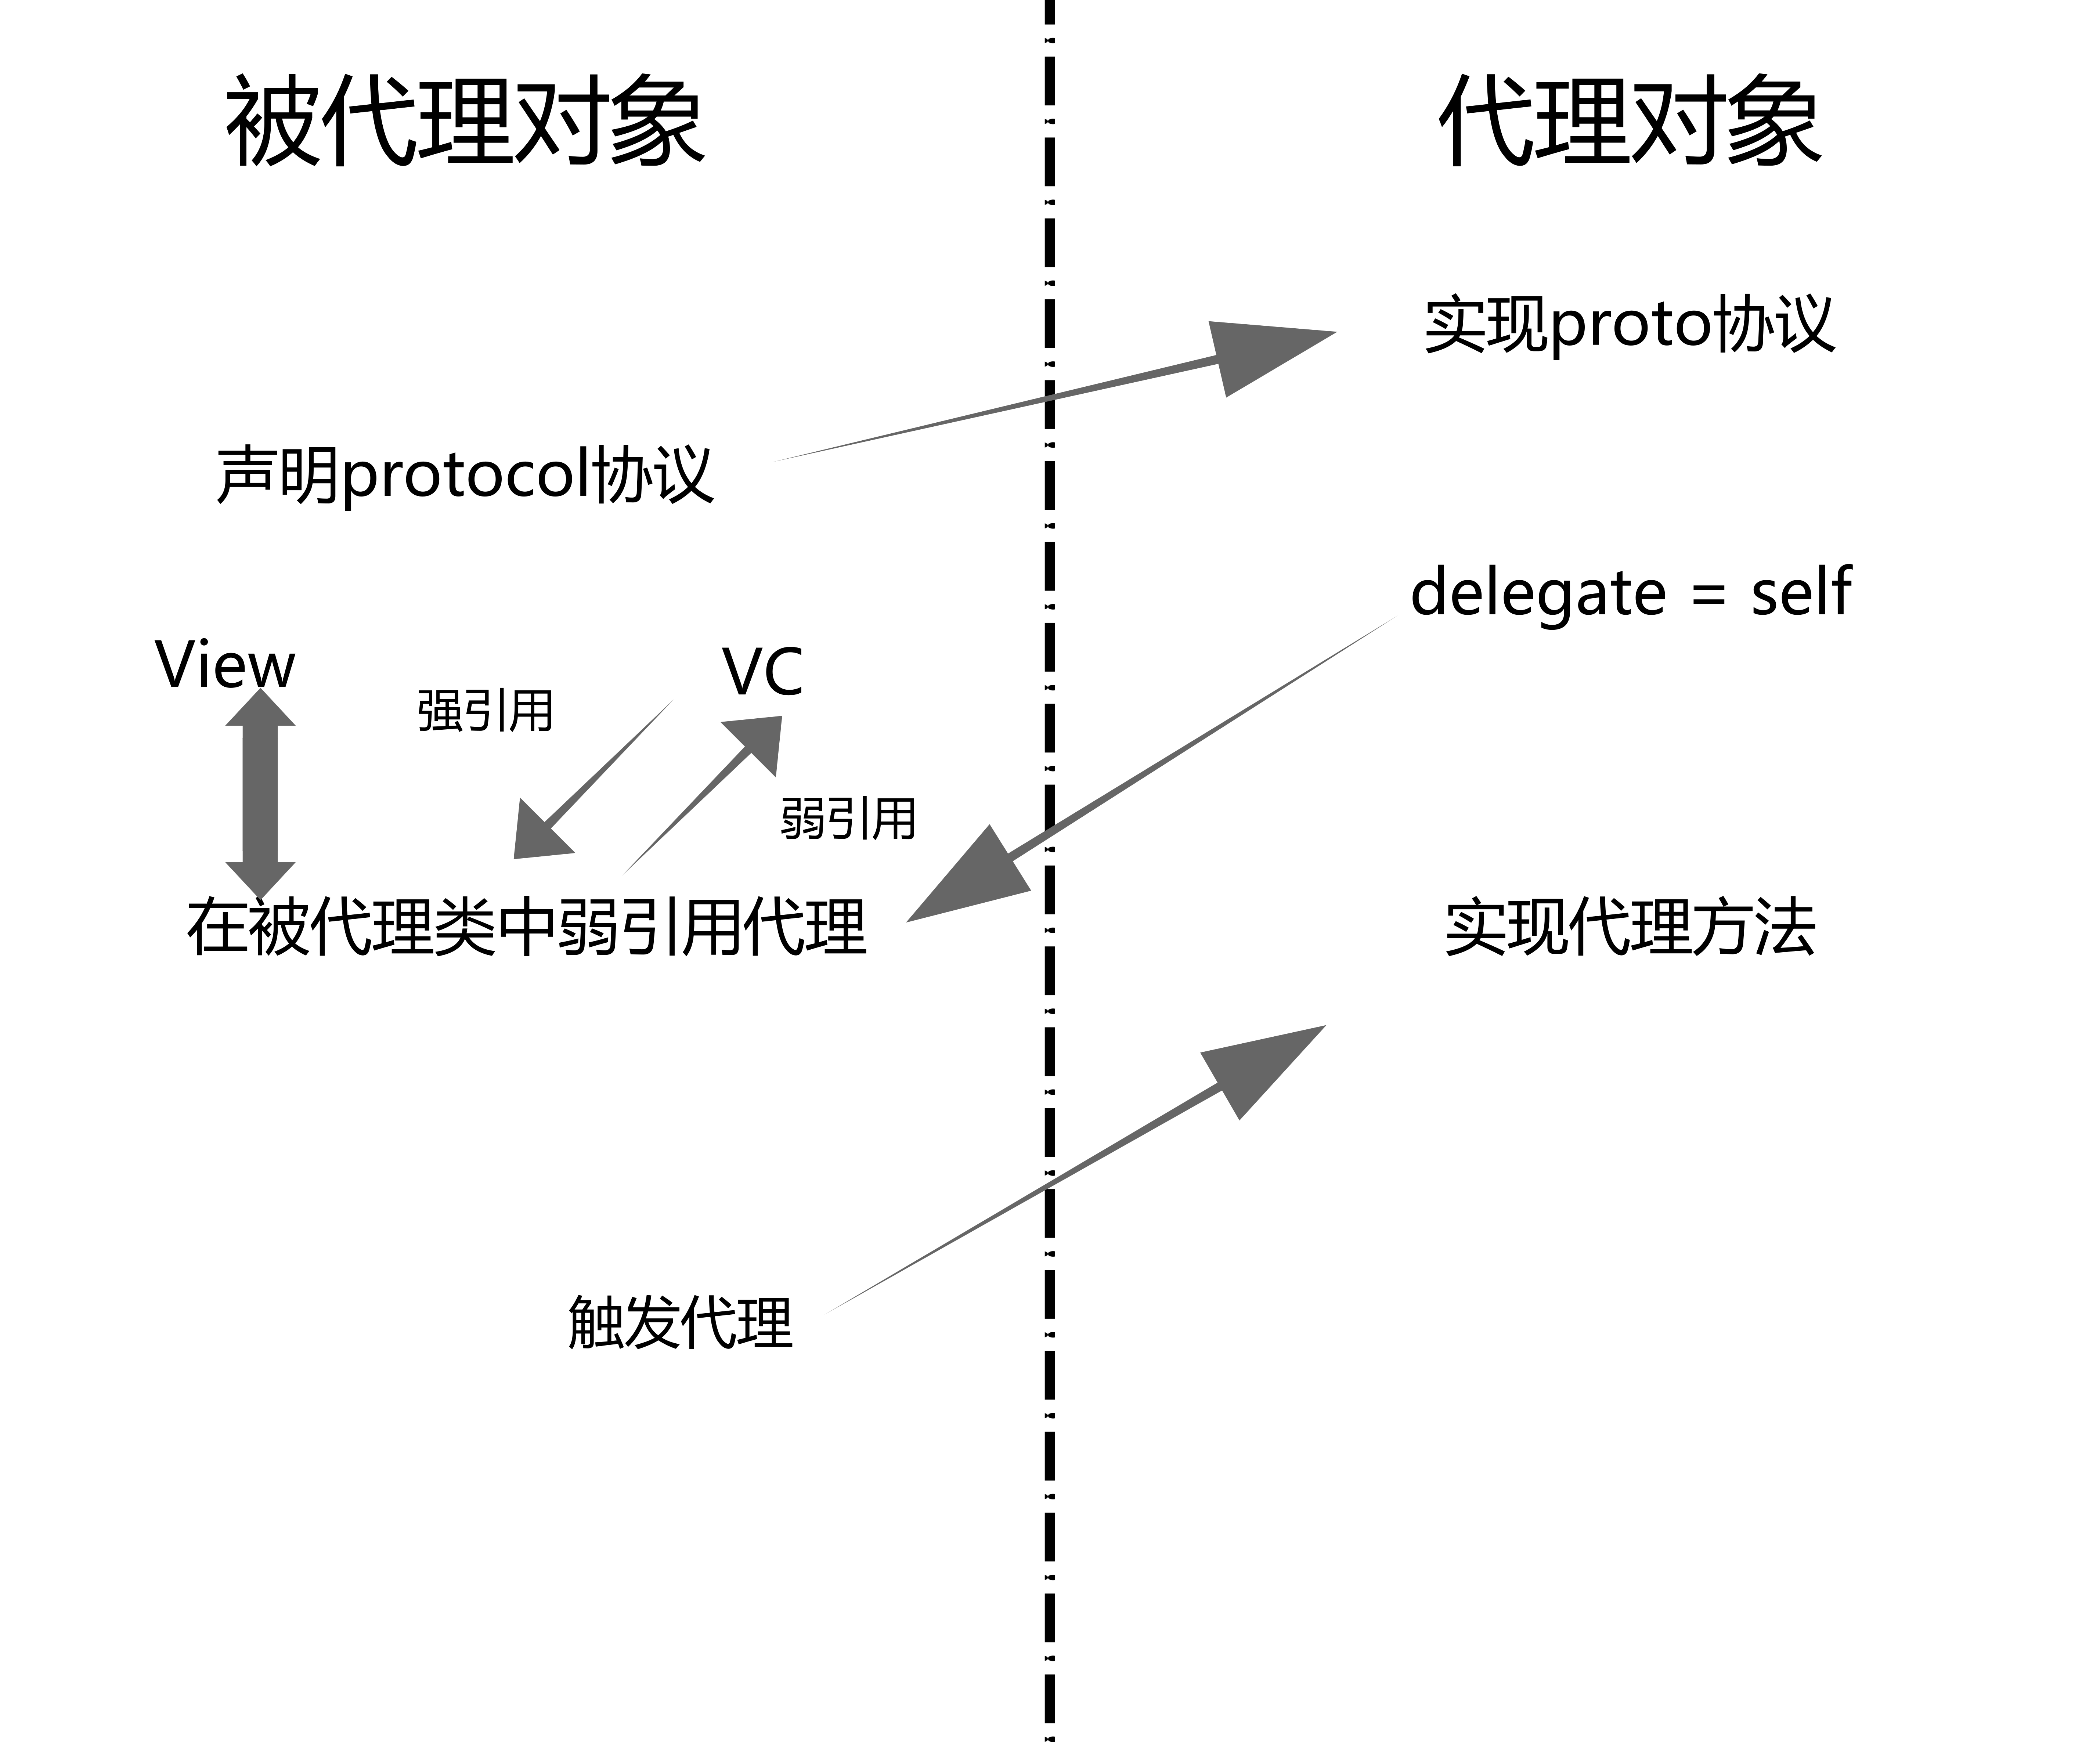 被代理对象
代理对象
实现proto协议
声明protocol协议
delegate = self
View
VC
强引用
弱引用
在被代理类中弱引用代理
实现代理方法
触发代理